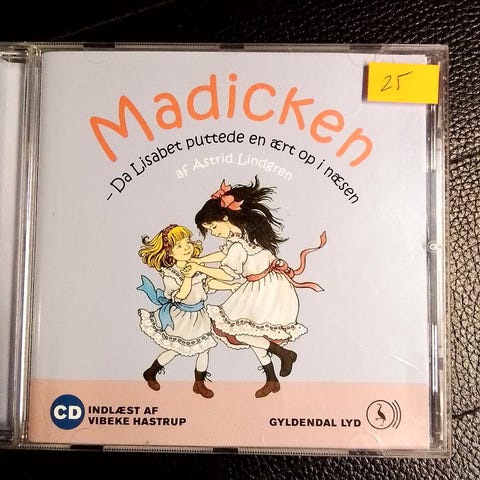 25
Madicken
– Da Lisabet puttede en ært op i næsen
af Astrid Lindgren
CD INDLÆST AF
VIBEKE HASTRUP
GYLDENDAL LYD